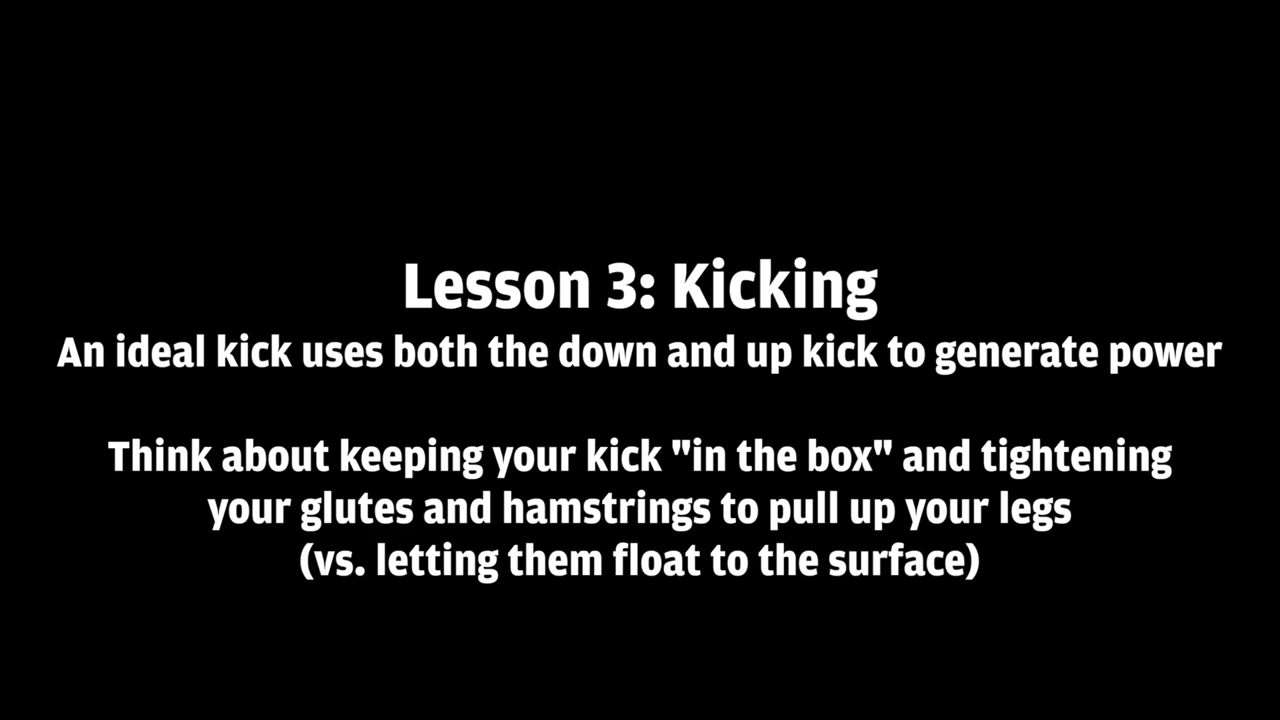 Lesson 3: Kicking
An ideal kick uses both the down and up kick to generate power
Think about keeping your kick "in the box" and tightening
your glutes and hamstrings to pull up your legs
(vs. letting them float to the surface)